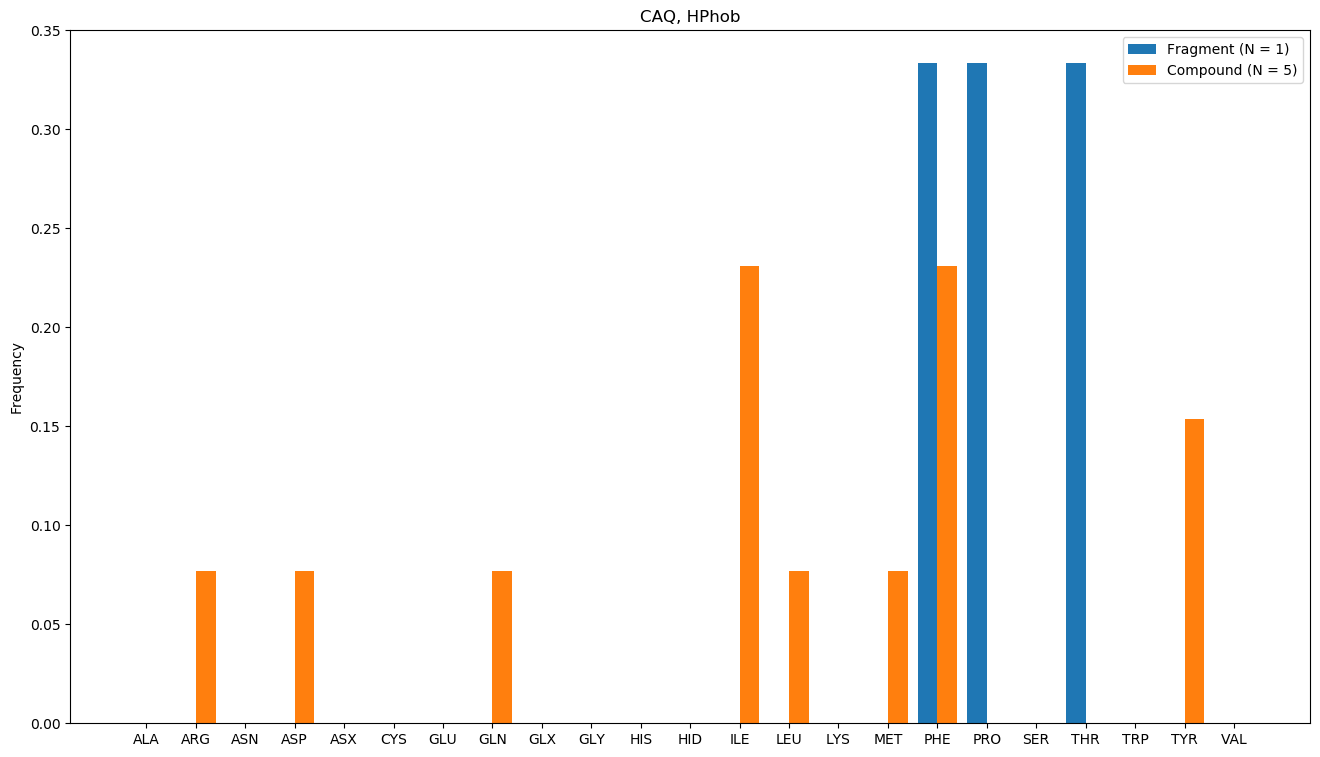 CAQ, HPhob
Fragment (N = 1)
Compound (N = 5)
Frequency
0.35
0.30
0.25
0.20
0.15
0.10
0.05
0.00
ALA ARG ASN ASP ASX CYS GLU GLN GLX GLY HIS HID ILE LEU LYS MET PHE PRO SER THR TRP TYR VAL